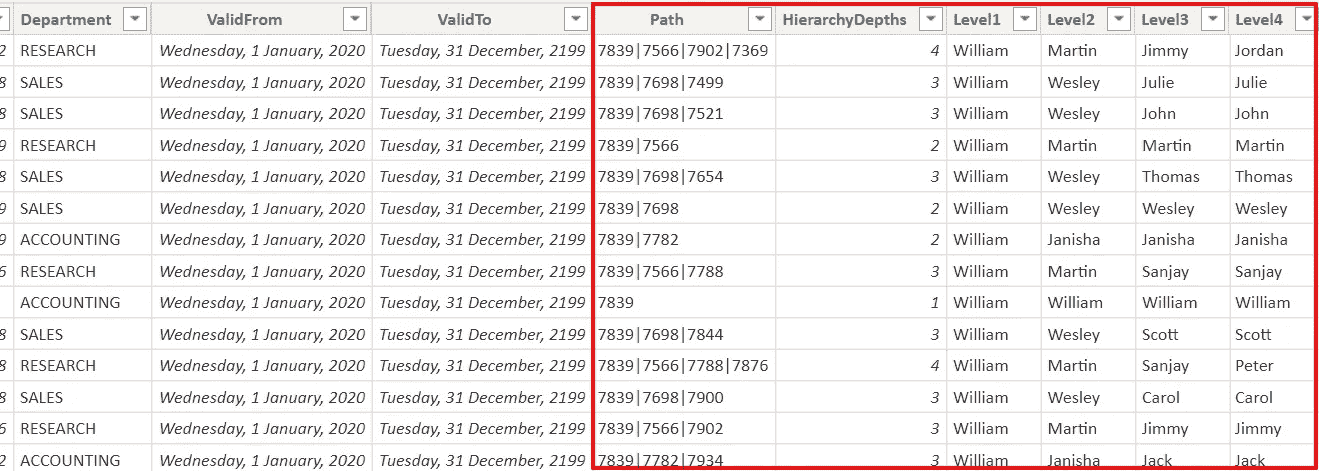 Department ValidFrom ValidTo Path HierarchyDepths Level1 Level2 Level3 Level4
2 RESEARCH Wednesday, 1 January, 2020 Tuesday, 31 December, 2199 7839|7566|7902|7369 4 William Martin Jimmy Jordan
8 SALES Wednesday, 1 January, 2020 Tuesday, 31 December, 2199 7839|7698|7499 3 William Wesley Julie Julie
8 SALES Wednesday, 1 January, 2020 Tuesday, 31 December, 2199 7839|7698|7521 3 William Wesley John John
9 RESEARCH Wednesday, 1 January, 2020 Tuesday, 31 December, 2199 7839|7566 2 William Martin Martin Martin
8 SALES Wednesday, 1 January, 2020 Tuesday, 31 December, 2199 7839|7698|7654 3 William Wesley Thomas Thomas
9 SALES Wednesday, 1 January, 2020 Tuesday, 31 December, 2199 7839|7698 2 William Wesley Wesley Wesley
9 ACCOUNTING Wednesday, 1 January, 2020 Tuesday, 31 December, 2199 7839|7782 2 William Janisha Janisha Janisha
6 RESEARCH Wednesday, 1 January, 2020 Tuesday, 31 December, 2199 7839|7566|7788 3 William Martin Sanjay Sanjay
ACCOUNTING Wednesday, 1 January, 2020 Tuesday, 31 December, 2199 7839 1 William William William William
8 SALES Wednesday, 1 January, 2020 Tuesday, 31 December, 2199 7839|7698|7844 3 William Wesley Scott Scott
8 RESEARCH Wednesday, 1 January, 2020 Tuesday, 31 December, 2199 7839|7566|7788|7876 4 William Martin Sanjay Peter
8 SALES Wednesday, 1 January, 2020 Tuesday, 31 December, 2199 7839|7698|7900 3 William Wesley Carol Carol
6 RESEARCH Wednesday, 1 January, 2020 Tuesday, 31 December, 2199 7839|7566|7902 3 William Martin Jimmy Jimmy
2 ACCOUNTING Wednesday, 1 January, 2020 Tuesday, 31 December, 2199 7839|7782|7934 3 William Janisha Jack Jack